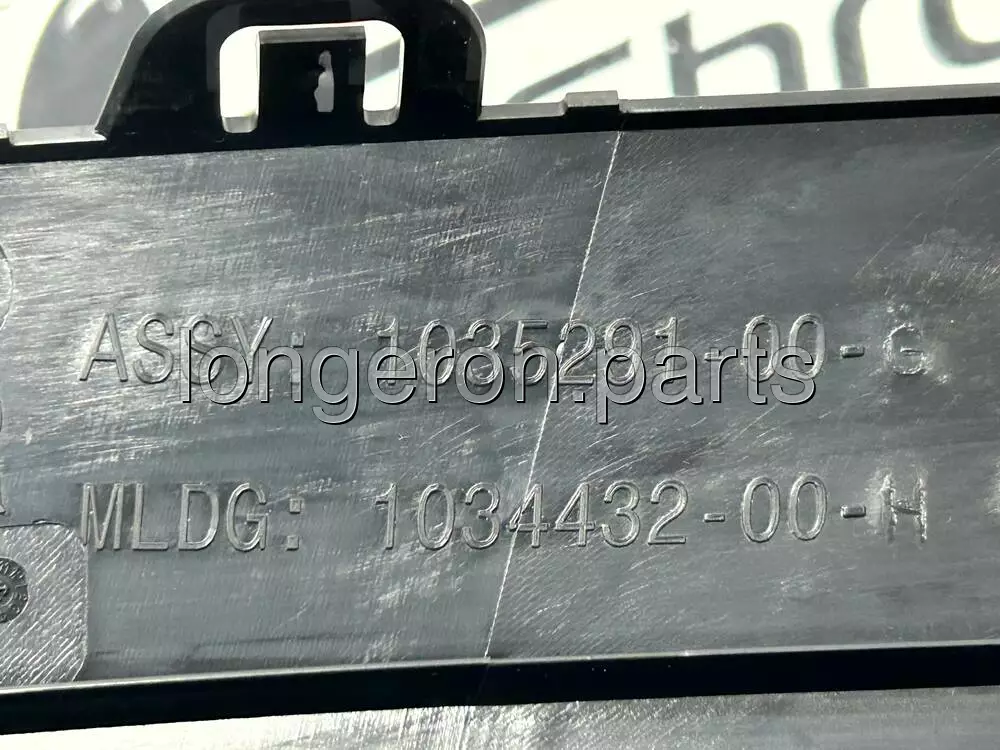 ASSY: 1035291-00-G
longeron.parts
MLDG: 1034432-00-H